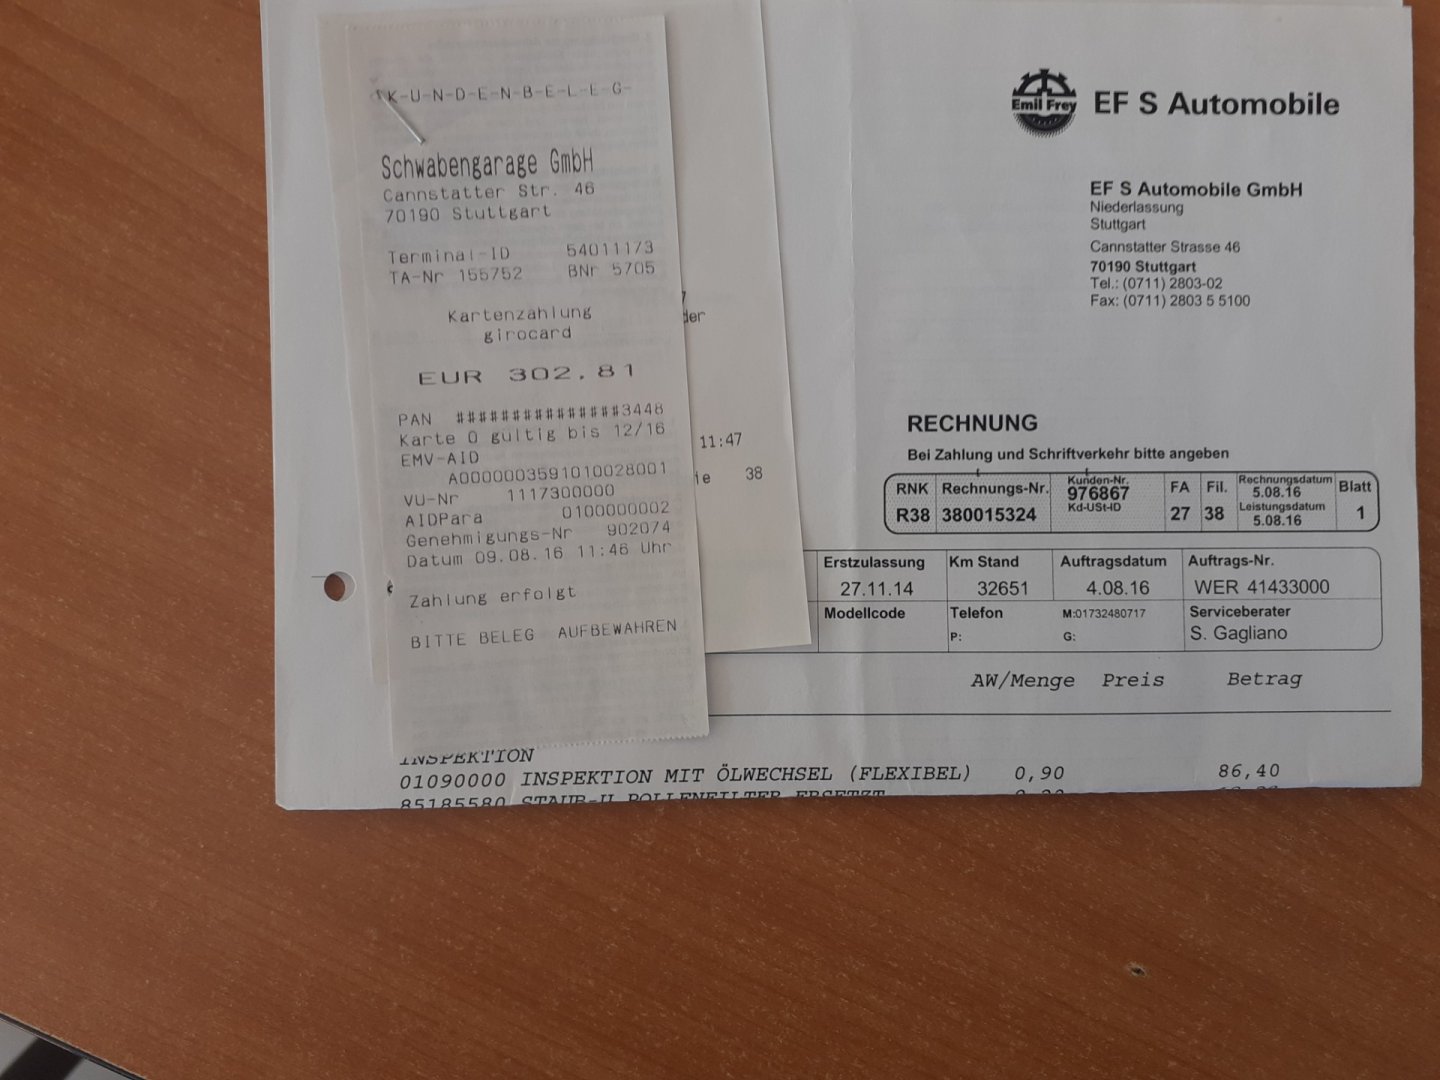 K-U-N-D-E-N-B-E-L-E-G-
Schwabengarage GmbH
Cannstatter Str. 46
70190 Stuttgart
Terminal-ID 54011173
TA-Nr 155752 BNr 5705
Kartenzahlung
girocard
EUR 302.81
PAN ###############3448
Karte 0 gültig bis 12/16
EMV-AID
A0000003591010028001
VU-Nr 1117300000
AIDPara 0100000002
Genehmigungs-Nr 902074
Datum 09.08.16 11:46 Uhr
Zahlung erfolgt
BITTE BELEG AUFBEWAHREN
der
11:47
ie 38
Emil Frey
EF S Automobile
EF S Automobile GmbH
Niederlassung
Stuttgart
Cannstatter Strasse 46
70190 Stuttgart
Tel.: (0711) 2803-02
Fax: (0711) 2803 5 5100
RECHNUNG
Bei Zahlung und Schriftverkehr bitte angeben
RNK Rechnungs-Nr. Kunden-Nr. FA Fil. Rechnungsdatum Blatt
976867 5.08.16
Kd-USt-ID Leistungsdatum
R38 380015324 27 38 5.08.16 1
Erstzulassung Km Stand Auftragsdatum Auftrags-Nr.
27.11.14 32651 4.08.16 WER 41433000
Modellcode Telefon M:01732480717 Serviceberater
P: G: S. Gagliano
AW/Menge Preis Betrag
INSPEKTION
01090000 INSPEKTION MIT ÖLWECHSEL (FLEXIBEL) 0,90 86,40
85185580 STAUB-U POLLENFILTER ERSETZT